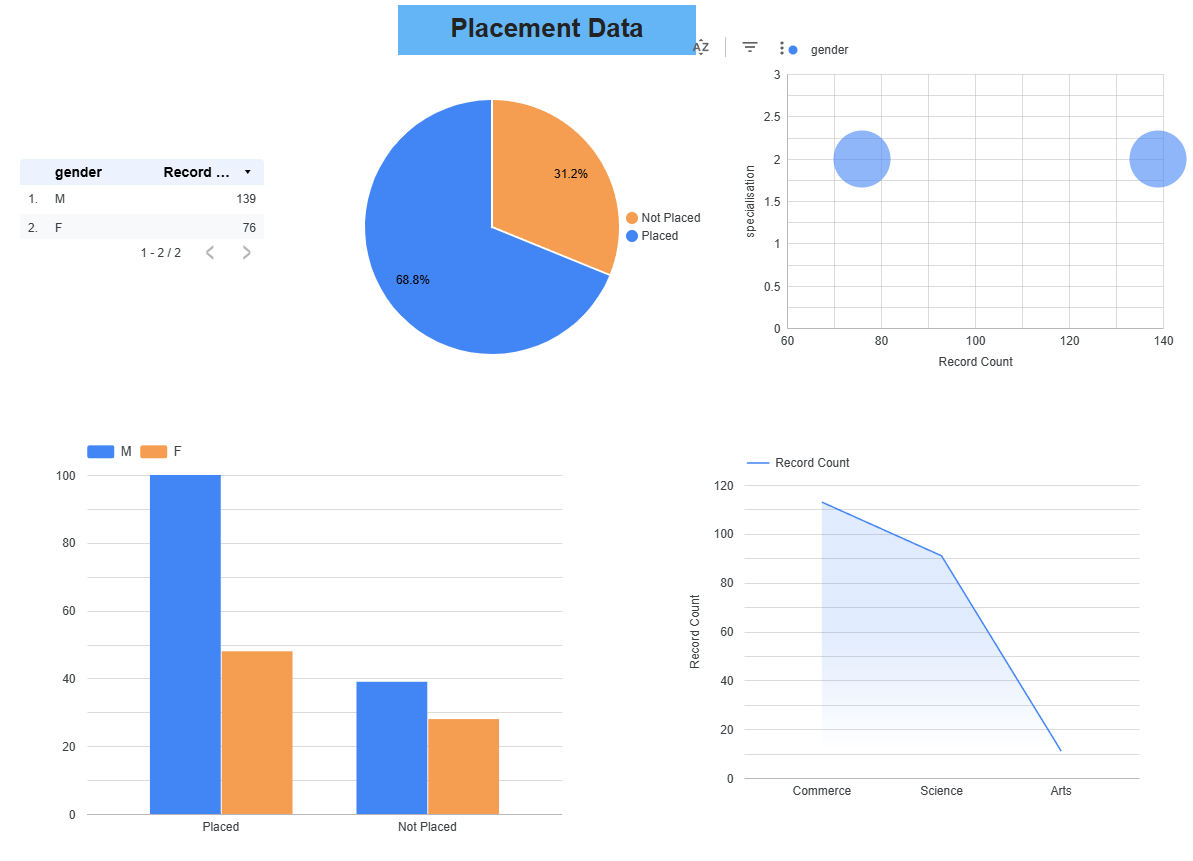 Placement Data
AZ
gender
gender Record ...
1. M 139
2. F 76
1 - 2 / 2
31.2%
68.8%
Not Placed
Placed
3
2.5
2
1.5
1
0.5
0
specialisation
60 80 100 120 140
Record Count
M F
100
80
60
40
20
0
Placed Not Placed
Record Count
120
100
80
60
40
20
0
Record Count
Commerce Science Arts